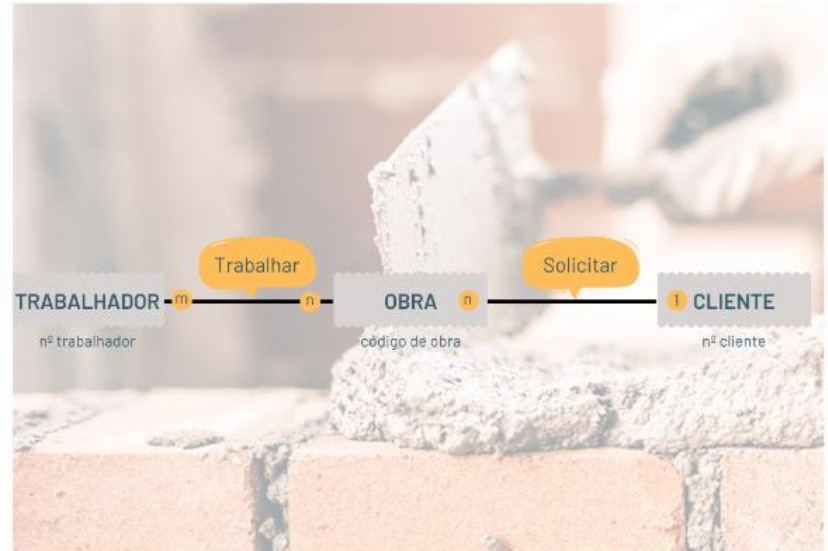 Trabalhar
Solicitar
TRABALHADOR m n OBRA n 1 CLIENTE
nº trabalhador código de obra nº cliente